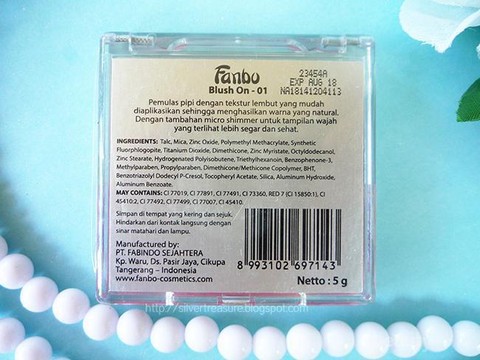 Fanbo
Blush On - 01
23454A
EXP AUG 18
NA18141204113
Pemulas pipi dengan tekstur lembut yang mudah
diaplikasikan sehingga menghasilkan warna yang natural.
Dengan tambahan micro shimmer untuk tampilan wajah
yang terlihat lebih segar dan sehat.
INGREDIENTS: Talc, Mica, Zinc Oxide, Polymethyl Methacrylate, Synthetic
Fluorphlogopite, Titanium Dioxide, Dimethicone, Zinc Myristate, Octyldodecanol,
Zinc Stearate, Hydrogenated Polyisobutene, Triethylhexanoin, Benzophenone-3,
Methylparaben, Propylparaben, Dimethicone/Methicone Copolymer, BHT,
Benzotriazolyl Dodecyl P-Cresol, Tocopheryl Acetate, Silica, Aluminum Hydroxide,
Aluminum Benzoate.
MAY CONTAINS: CI 77019, CI 77891, CI 77491, CI 73360, RED 7 (CI 15850:1), CI
45410:2, CI 77492, CI 77499, CI 77007, CI 45410.
Simpan di tempat yang kering dan sejuk.
Hindarkan dari kontak langsung dengan
sinar matahari dan lampu.
Manufactured by:
PT. FABINDO SEJAHTERA
Kp. Waru, Ds. Pasir Jaya, Cikupa
Tangerang – Indonesia
www.fanbo-cosmetics.com
8 993102 697143
Netto : 5 g
http://silvertreasure.blogspot.com